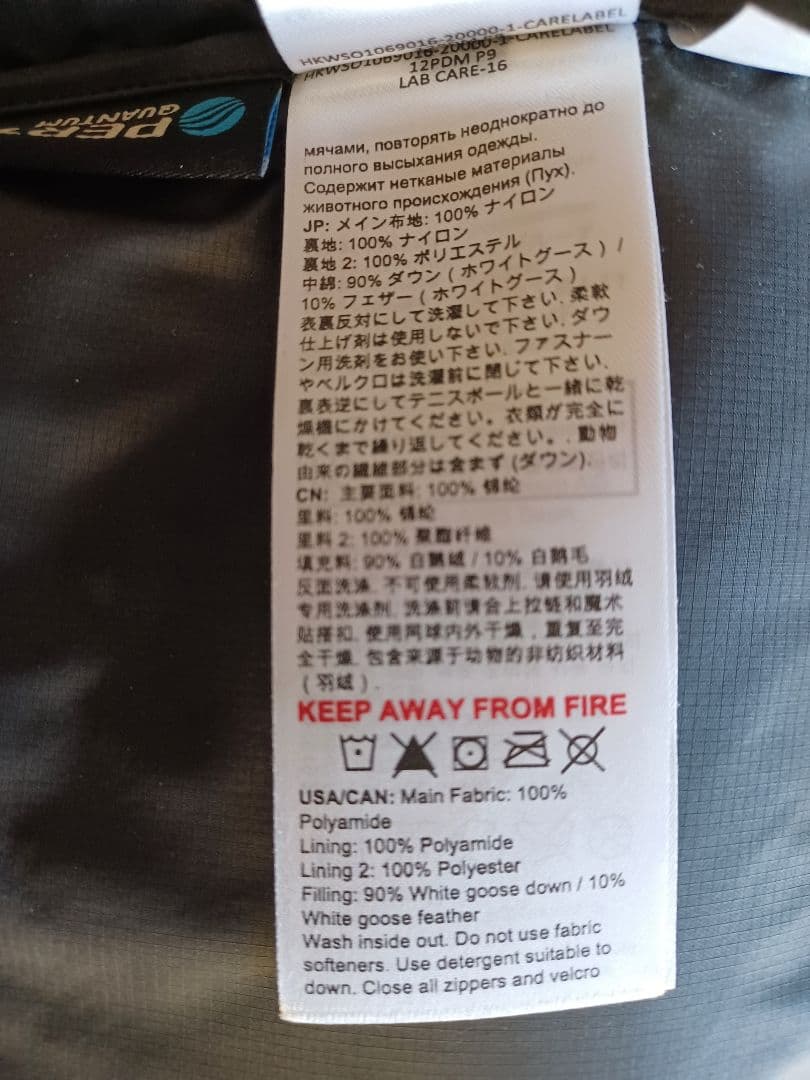 HKWSO1069016-20000-1-CARELABEL
HKWSO1069016-20000-1-CARELABEL
12PDM P9
LAB CARE-16
QUANTUM
мячами, повторять неоднократно до
полного высыхания одежды.
Содержит нетканые материалы
животного происхождения (Пух).
JP: メイン布地: 100% ナイロン
裏地: 100% ナイロン
裏地 2: 100% ポリエステル
中綿: 90% ダウン ( ホワイトグース ) /
10% フェザー ( ホワイトグース )
表裏反対にして洗濯して下さい. 柔軟
仕上げ剤は使用しないで下さい. ダウ
ン用洗剤をお使い下さい. ファスナー
やベルクロは洗濯前に閉じて下さい.
裏表逆にしてテニスボールと一緒に乾
燥機にかけてください。衣類が完全に
乾くまで繰り返してください。. 動物
由来の繊維部分は含まず (ダウン).
CN: 主要面料: 100% 锦纶
里料: 100% 锦纶
里料 2: 100% 聚酯纤维
填充料: 90% 白鹅绒 / 10% 白鹅毛
反面洗涤. 不可使用柔软剂. 请使用羽绒
专用洗涤剂. 洗涤前请合上拉链和魔术
贴搭扣. 使用网球内外干燥，重复至完
全干燥. 包含来源于动物的非纺织材料
( 羽绒 ) .
KEEP AWAY FROM FIRE
USA/CAN: Main Fabric: 100%
Polyamide
Lining: 100% Polyamide
Lining 2: 100% Polyester
Filling: 90% White goose down / 10%
White goose feather
Wash inside out. Do not use fabric
softeners. Use detergent suitable to
down. Close all zippers and velcro